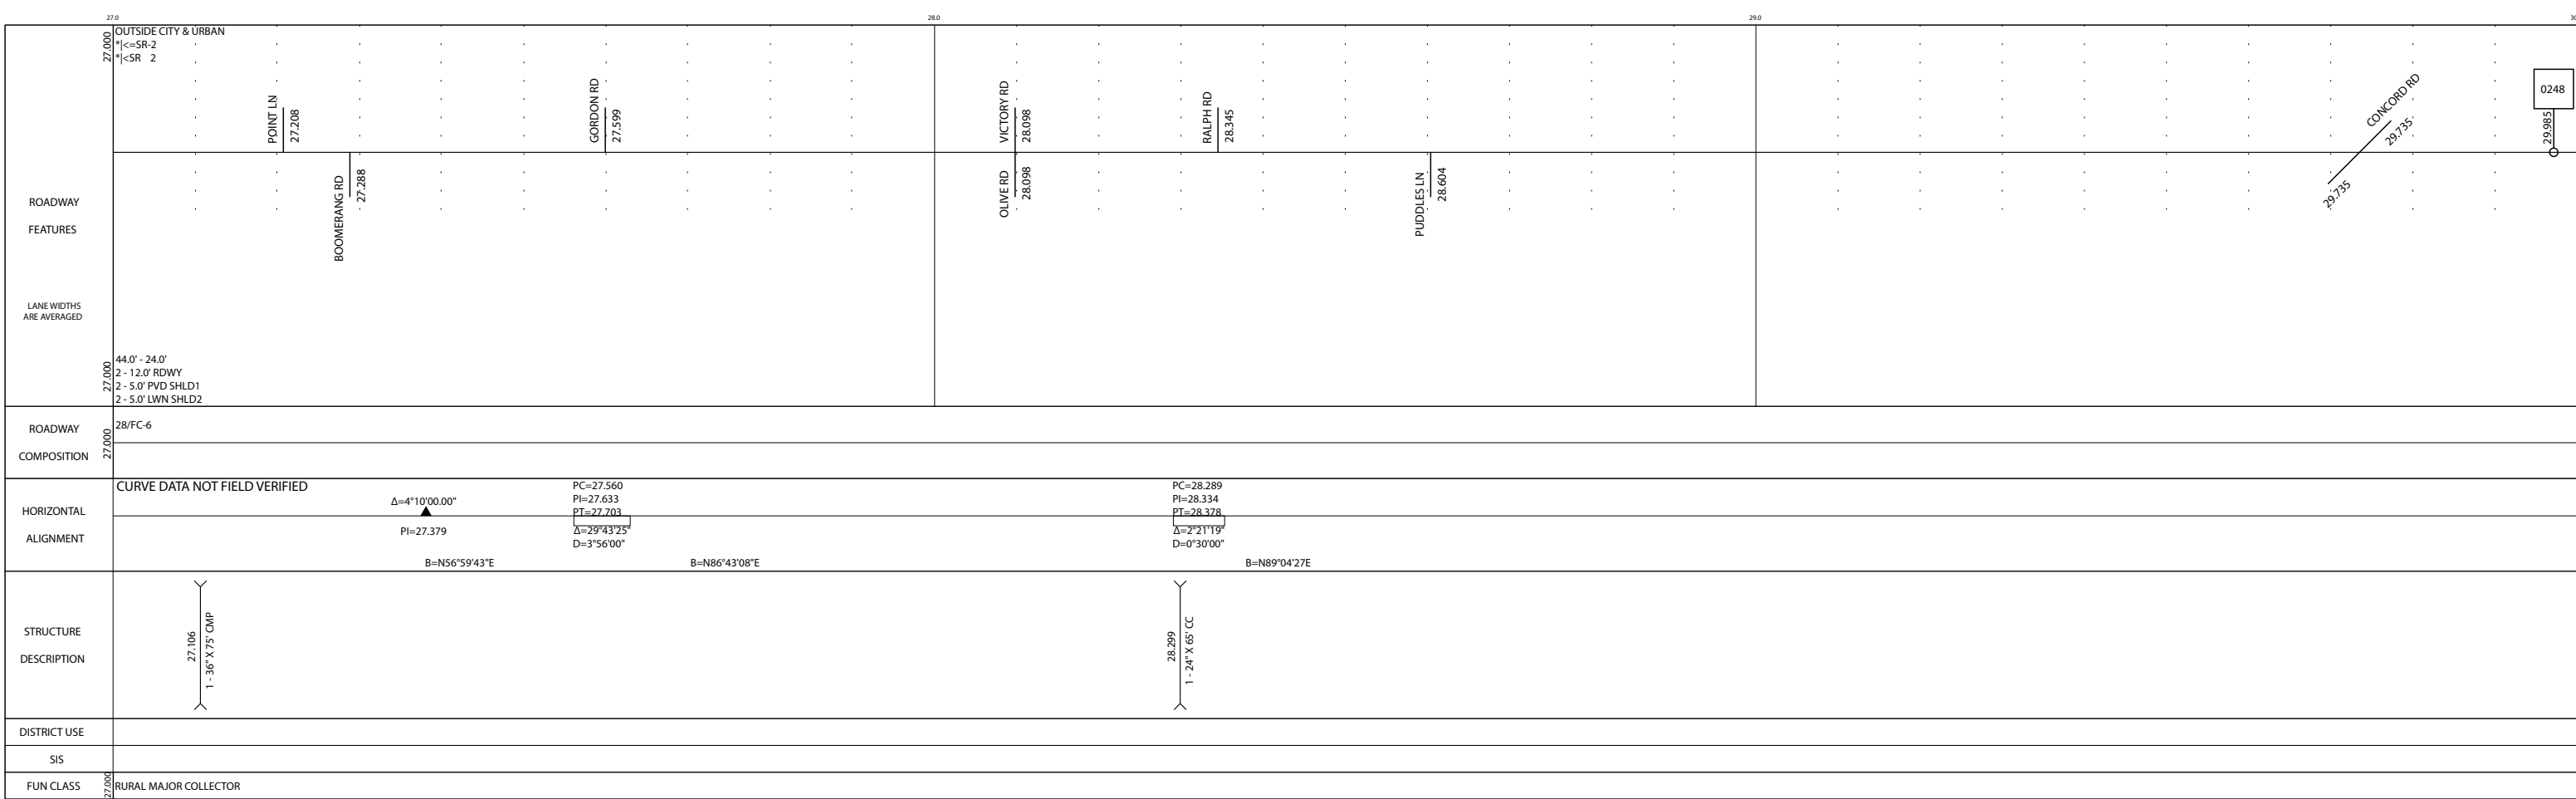 27.0
28.0
29.0
30
27.000
OUTSIDE CITY & URBAN
*|<=SR-2
*|<SR 2
POINT LN
27.208
BOOMERANG RD
27.288
GORDON RD
27.599
VICTORY RD
28.098
OLIVE RD
28.098
RALPH RD
28.345
PUDDLES LN
28.604
CONCORD RD
29.735
29.735
0248
29.985
ROADWAY
FEATURES
LANE WIDTHS
ARE AVERAGED
27.000
44.0' - 24.0'
2 - 12.0' RDWY
2 - 5.0' PVD SHLD1
2 - 5.0' LWN SHLD2
ROADWAY
COMPOSITION
27.000
28/FC-6
HORIZONTAL
ALIGNMENT
CURVE DATA NOT FIELD VERIFIED
Δ=4°10'00.00"
PI=27.379
PC=27.560
PI=27.633
PT=27.703
Δ=29°43'25"
D=3°56'00"
PC=28.289
PI=28.334
PT=28.378
Δ=2°21'19"
D=0°30'00"
B=N56°59'43"E
B=N86°43'08"E
B=N89°04'27E
STRUCTURE
DESCRIPTION
27.106
1 - 36" X 75' CMP
28.299
1 - 24" X 65' CC
DISTRICT USE
SIS
FUN CLASS
27.000
RURAL MAJOR COLLECTOR